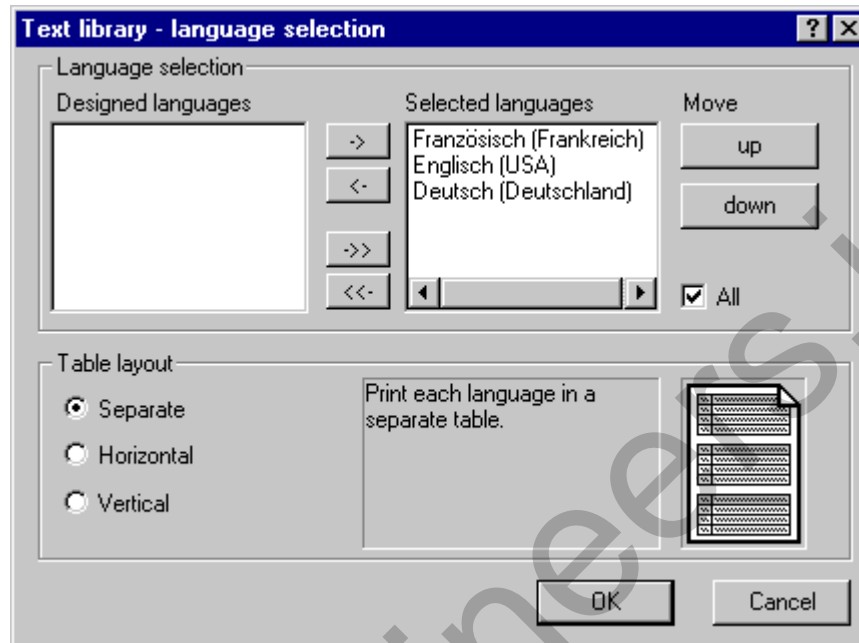 Text library - language selection
Language selection
Designed languages
Selected languages
Move
->
<-
->>
<<-
Französisch (Frankreich)
Englisch (USA)
Deutsch (Deutschland)
up
down
All
Table layout
Separate
Horizontal
Vertical
Print each language in a
separate table.
OK
Cancel